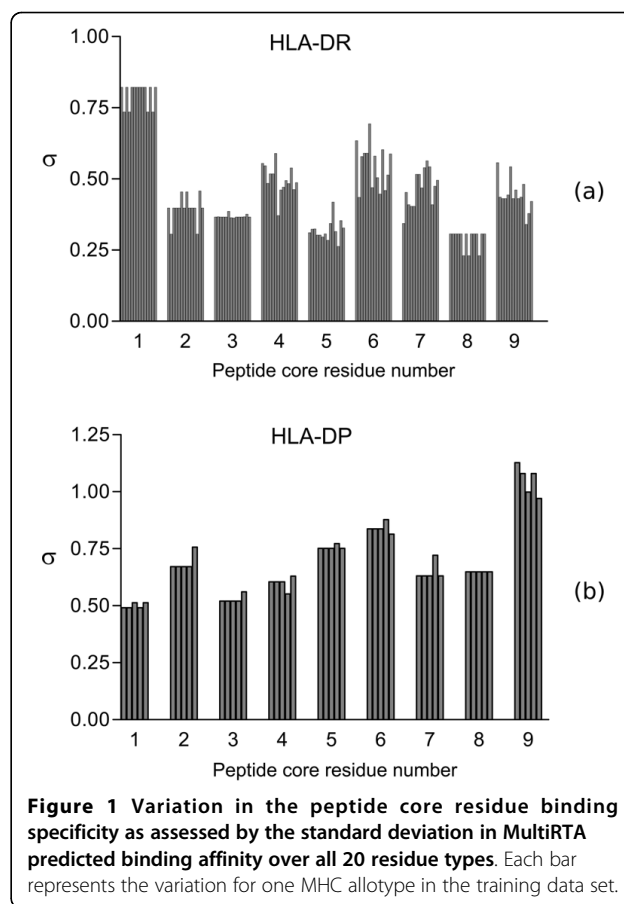 HLA-DR
1.00
0.75
σ
0.50
0.25
0.00
(a)
1 2 3 4 5 6 7 8 9
Peptide core residue number
HLA-DP
1.25
1.00
σ
0.75
0.50
0.25
0.00
(b)
1 2 3 4 5 6 7 8 9
Peptide core residue number
Figure 1 Variation in the peptide core residue binding
specificity as assessed by the standard deviation in MultiRTA
predicted binding affinity over all 20 residue types. Each bar
represents the variation for one MHC allotype in the training data set.